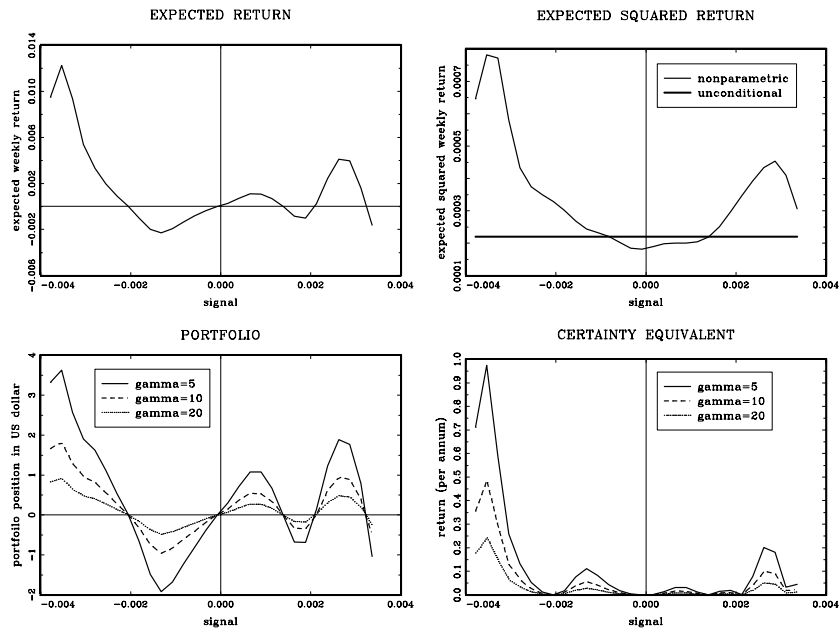 EXPECTED RETURN
expected weekly return
0.014
0.010
0.006
0.002
-0.002
-0.006
-0.004
-0.002
0.000
0.002
0.004
signal
EXPECTED SQUARED RETURN
expected squared weekly return
0.0007
0.0005
0.0003
0.0001
nonparametric
unconditional
-0.004
-0.002
0.000
0.002
0.004
signal
PORTFOLIO
portfolio position in US dollar
4
3
2
1
0
-1
-2
gamma=5
gamma=10
gamma=20
-0.004
-0.002
0.000
0.002
0.004
signal
CERTAINTY EQUIVALENT
return (per annum)
1.0
0.9
0.8
0.7
0.6
0.5
0.4
0.3
0.2
0.1
0.0
gamma=5
gamma=10
gamma=20
-0.004
-0.002
0.000
0.002
0.004
signal